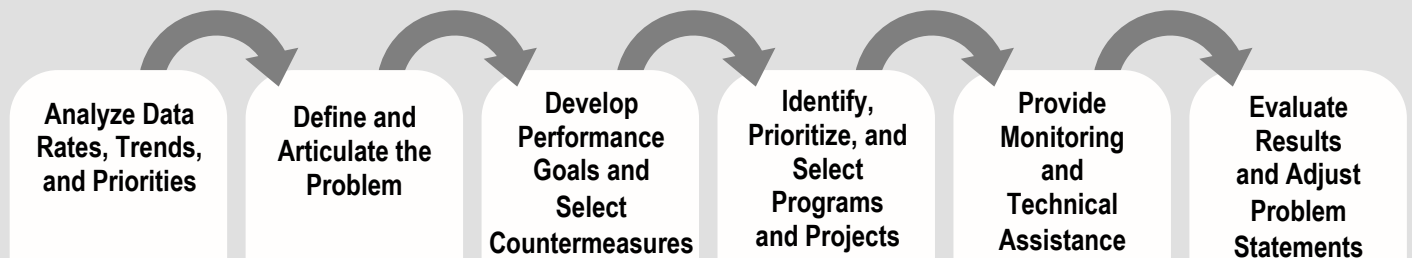 Analyze Data
Rates, Trends,
and Priorities
Define and
Articulate the
Problem
Develop
Performance
Goals and
Select
Countermeasures
Identify,
Prioritize, and
Select
Programs
and Projects
Provide
Monitoring
and
Technical
Assistance
Evaluate
Results
and Adjust
Problem
Statements